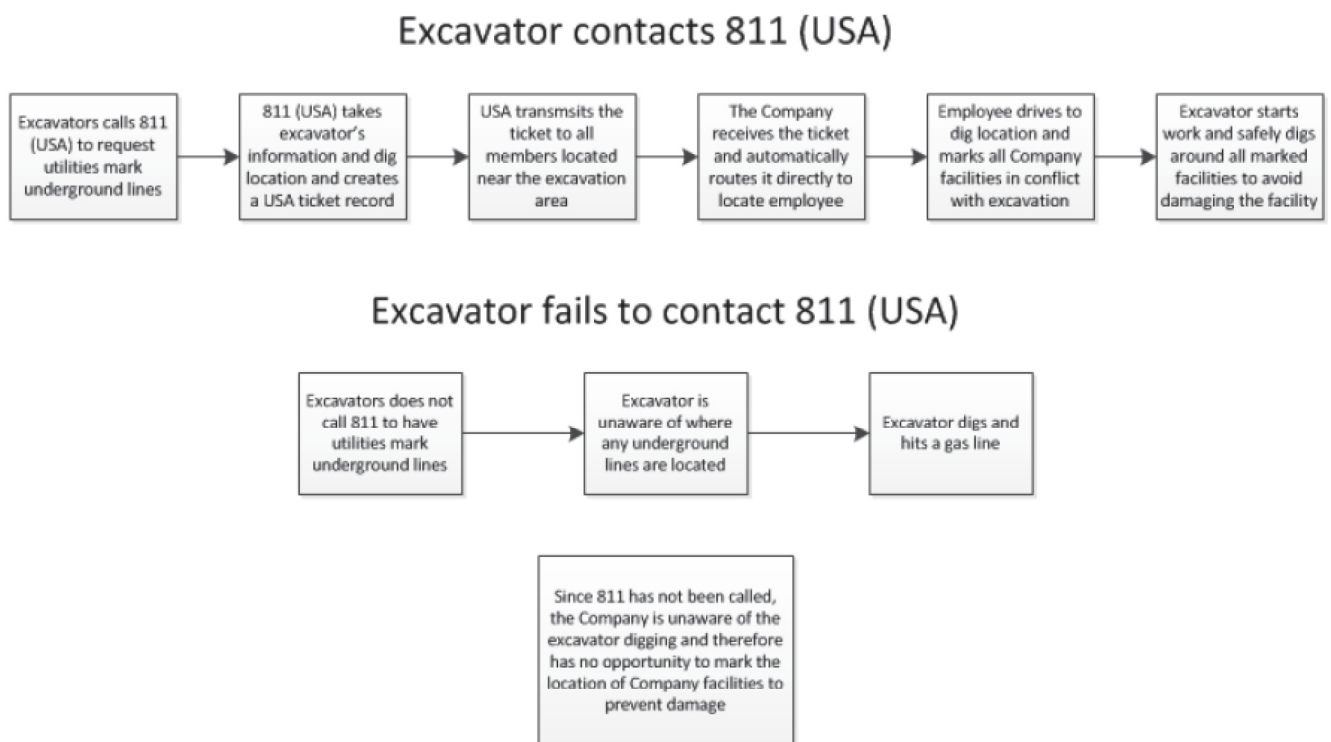 Excavator contacts 811 (USA)
Excavators calls 811
(USA) to request
utilities mark
underground lines
811 (USA) takes
excavator's
information and dig
location and creates
a USA ticket record
USA transmsits the
ticket to all
members located
near the excavation
area
The Company
receives the ticket
and automatically
routes it directly to
locate employee
Employee drives to
dig location and
marks all Company
facilities in conflict
with excavation
Excavator starts
work and safely digs
around all marked
facilities to avoid
damaging the facility
Excavator fails to contact 811 (USA)
Excavators does not
call 811 to have
utilities mark
underground lines
Excavator is
unaware of where
any underground
lines are located
Excavator digs and
hits a gas line
Since 811 has not been called,
the Company is unaware of the
excavator digging and therefore
has no opportunity to mark the
location of Company facilities to
prevent damage